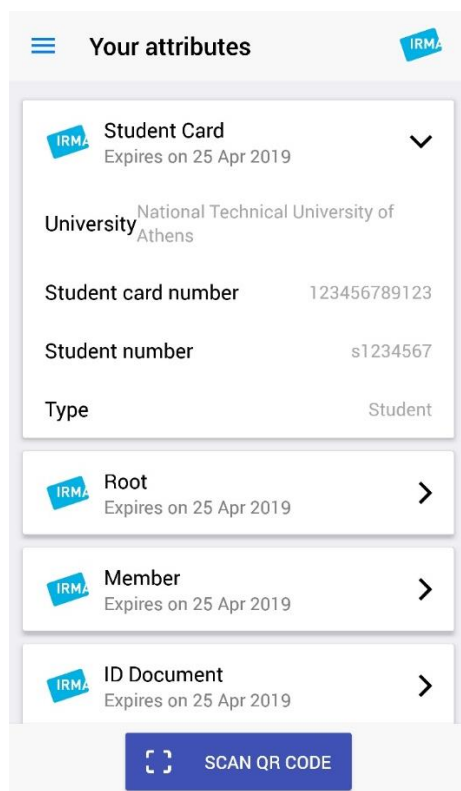 Your attributes
IRMA
IRMA
Student Card
Expires on 25 Apr 2019
University
National Technical University of
Athens
Student card number 123456789123
Student number s1234567
Type Student
IRMA
Root
Expires on 25 Apr 2019
IRMA
Member
Expires on 25 Apr 2019
IRMA
ID Document
Expires on 25 Apr 2019
SCAN QR CODE